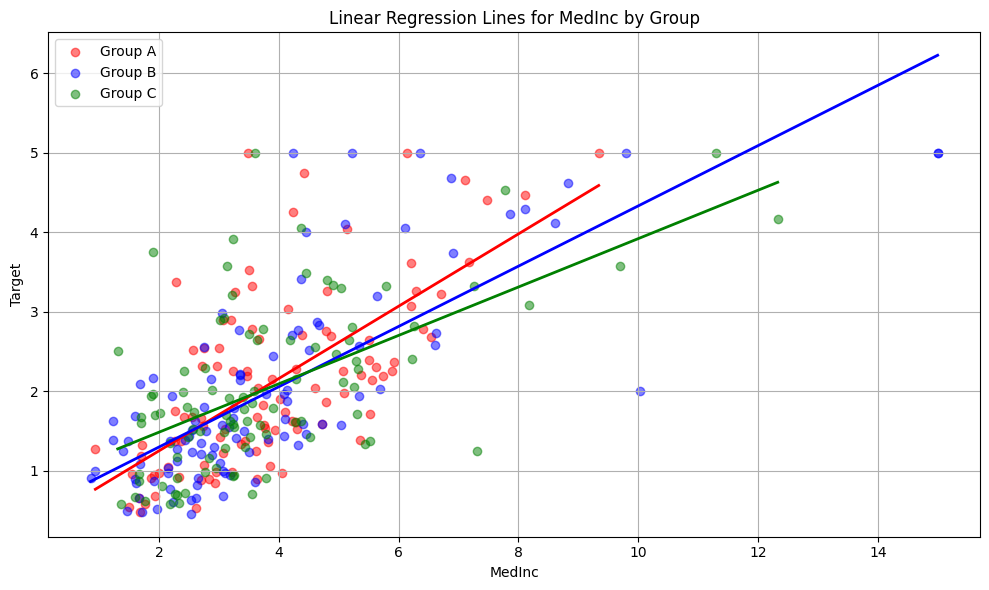 Linear Regression Lines for MedInc by Group
Group A
Group B
Group C
Target
6
5
4
3
2
1
2 4 6 8 10 12 14
MedInc